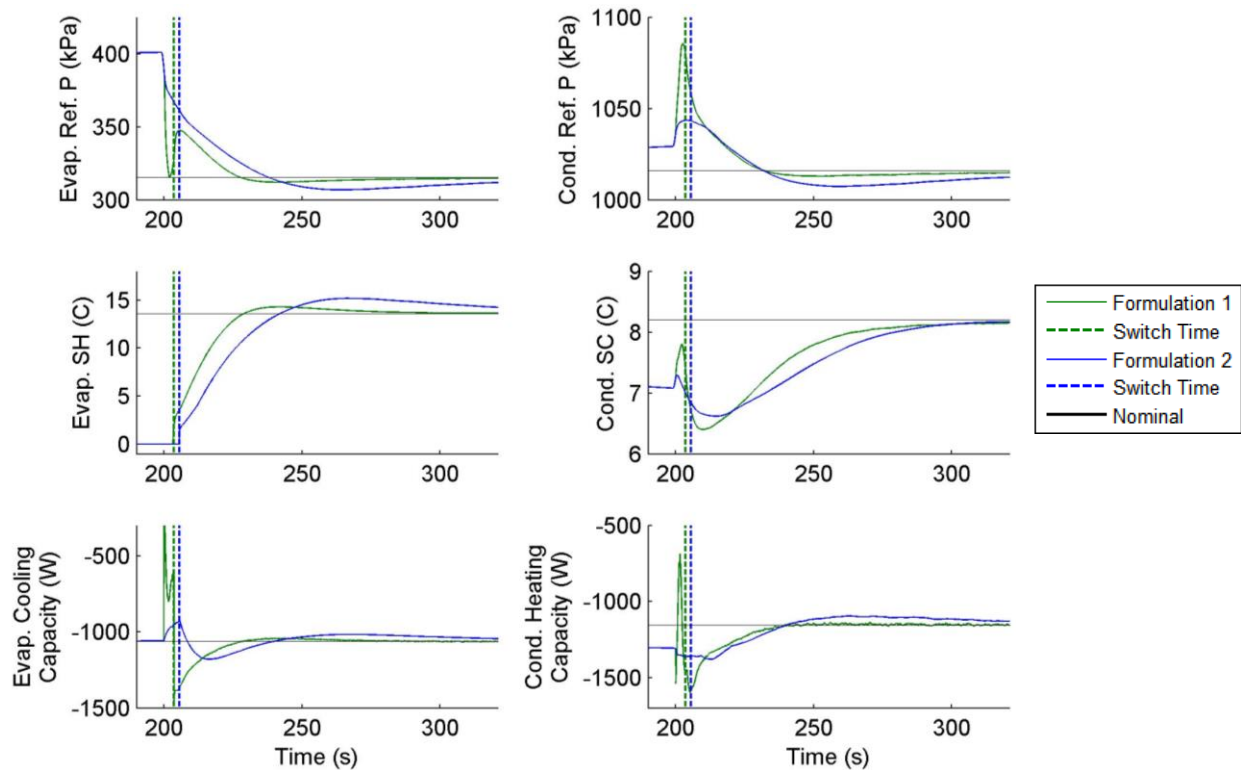 Evap. Ref. P (kPa)
400
350
300
200
250
300
Cond. Ref. P (kPa)
1100
1050
1000
200
250
300
Evap. SH (C)
15
10
5
0
200
250
300
Cond. SC (C)
9
8
7
6
200
250
300
Formulation 1
Switch Time
Formulation 2
Switch Time
Nominal
Evap. Cooling
Capacity (W)
-500
-1000
-1500
200
250
300
Time (s)
Cond. Heating
Capacity (W)
-500
-1000
-1500
200
250
300
Time (s)